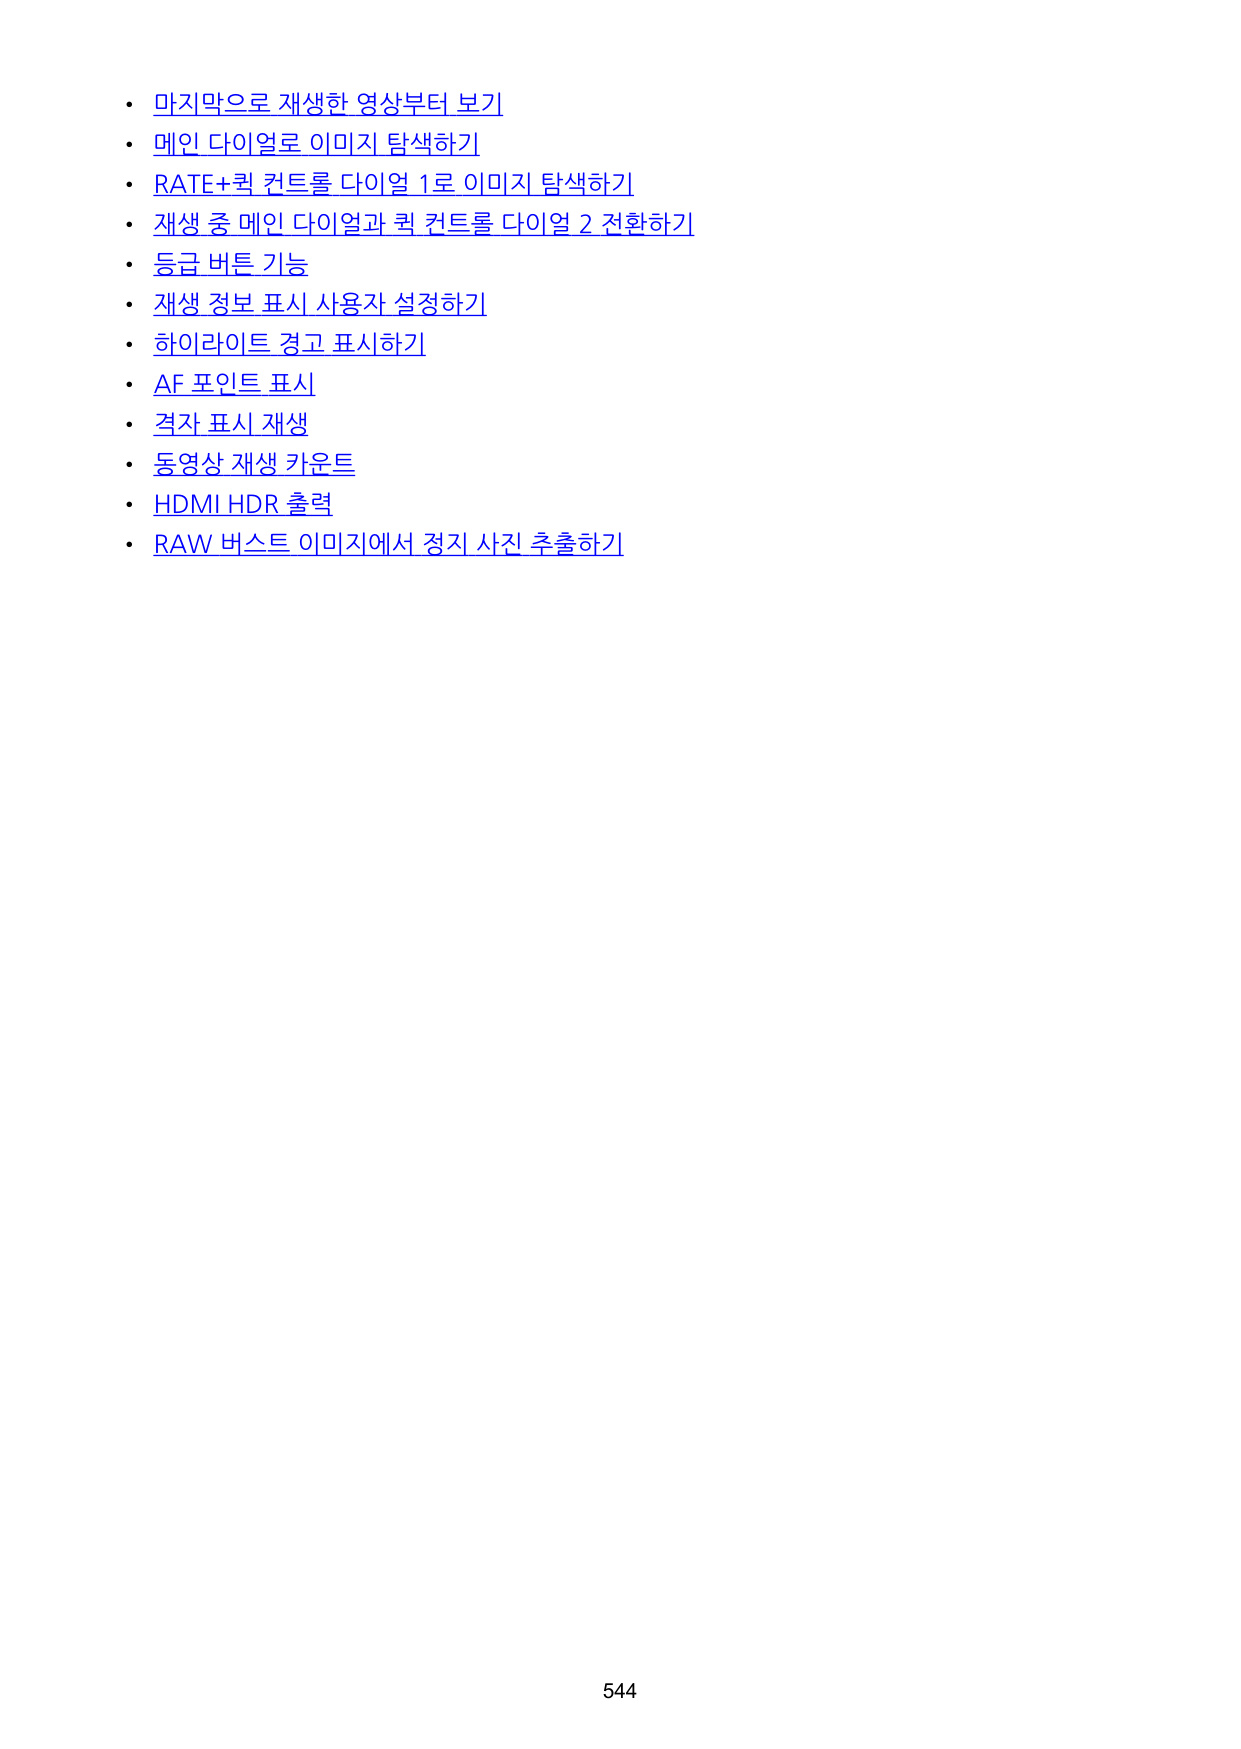 • 마지막으로 재생한 영상부터 보기
• 메인 다이얼로 이미지 탐색하기
• RATE+퀵 컨트롤 다이얼 1로 이미지 탐색하기
• 재생 중 메인 다이얼과 퀵 컨트롤 다이얼 2 전환하기
• 등급 버튼 기능
• 재생 정보 표시 사용자 설정하기
• 하이라이트 경고 표시하기
• AF 포인트 표시
• 격자 표시 재생
• 동영상 재생 카운트
• HDMI HDR 출력
• RAW 버스트 이미지에서 정지 사진 추출하기
544